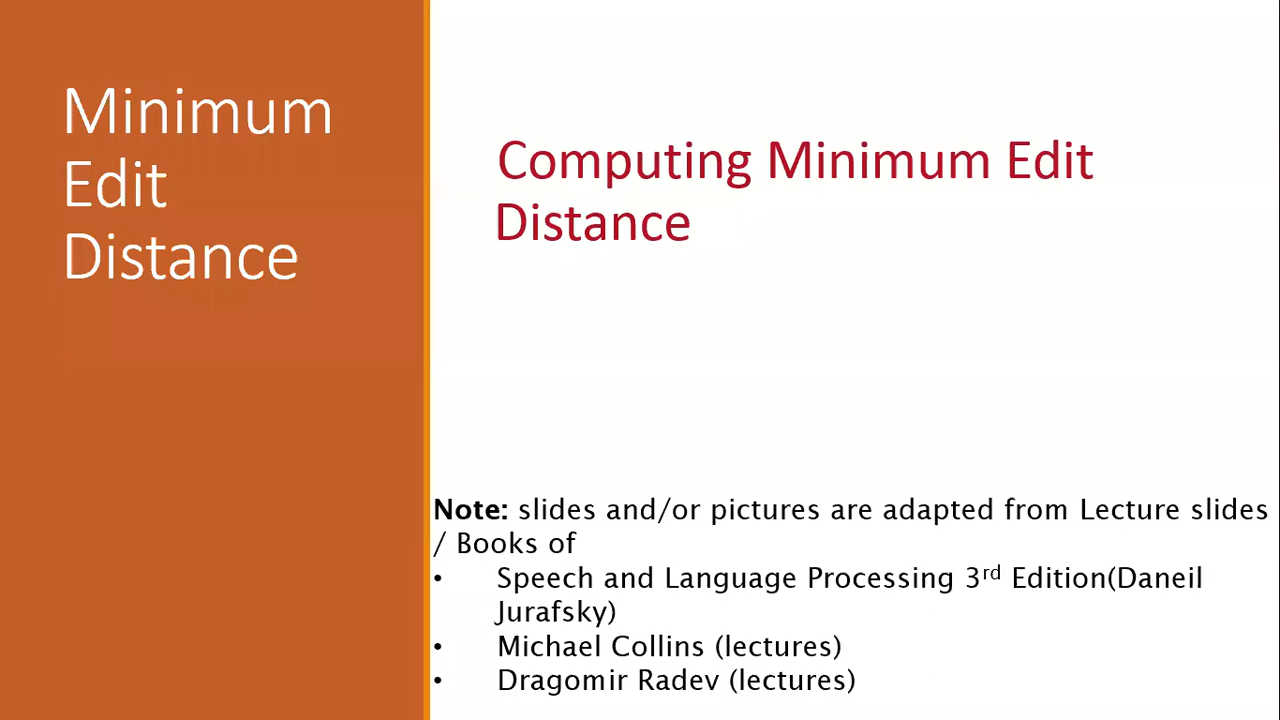 Minimum
Edit
Distance
Computing Minimum Edit
Distance
Note: slides and/or pictures are adapted from Lecture slides
/ Books of
• Speech and Language Processing 3rd Edition(Daneil
Jurafsky)
• Michael Collins (lectures)
• Dragomir Radev (lectures)